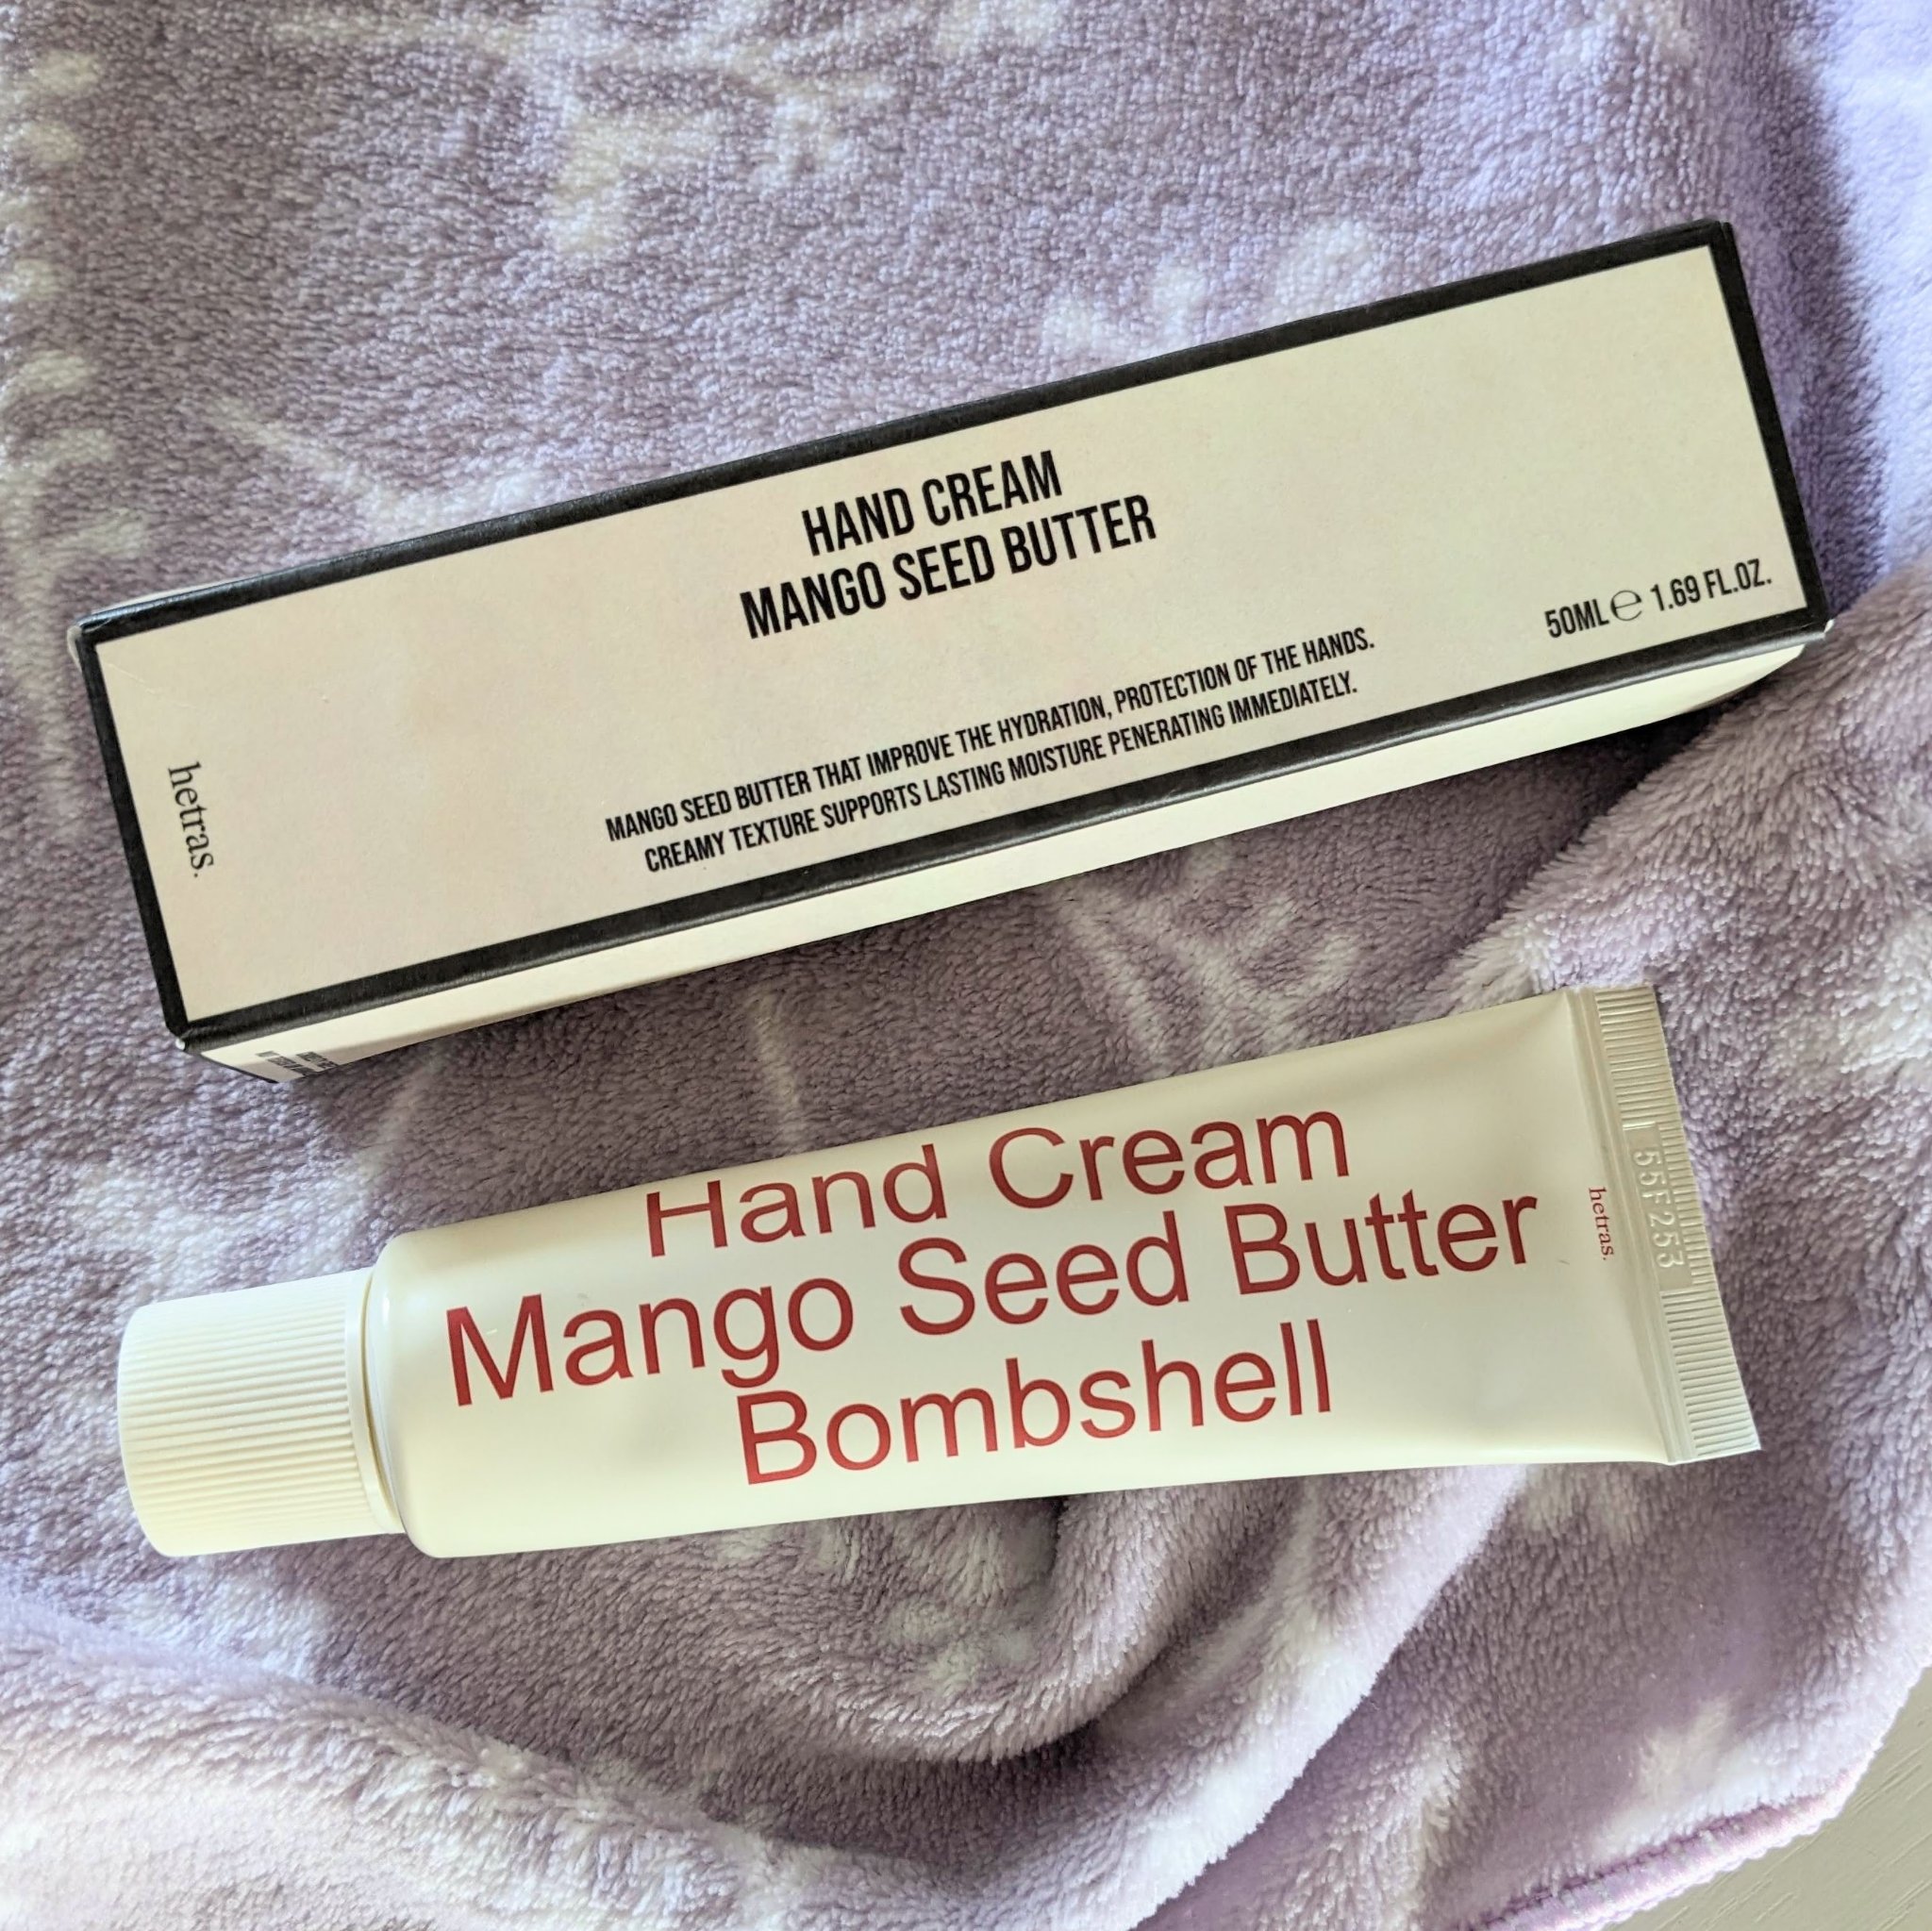 HAND CREAM
MANGO SEED BUTTER
MANGO SEED BUTTER THAT IMPROVE THE HYDRATION, PROTECTION OF THE HANDS.
CREAMY TEXTURE SUPPORTS LASTING MOISTURE PENERATING IMMEDIATELY.
50ML℮ 1.69 FL.OZ.
hetras.
Hand Cream
Mango Seed Butter
Bombshell
hetras.
55F253